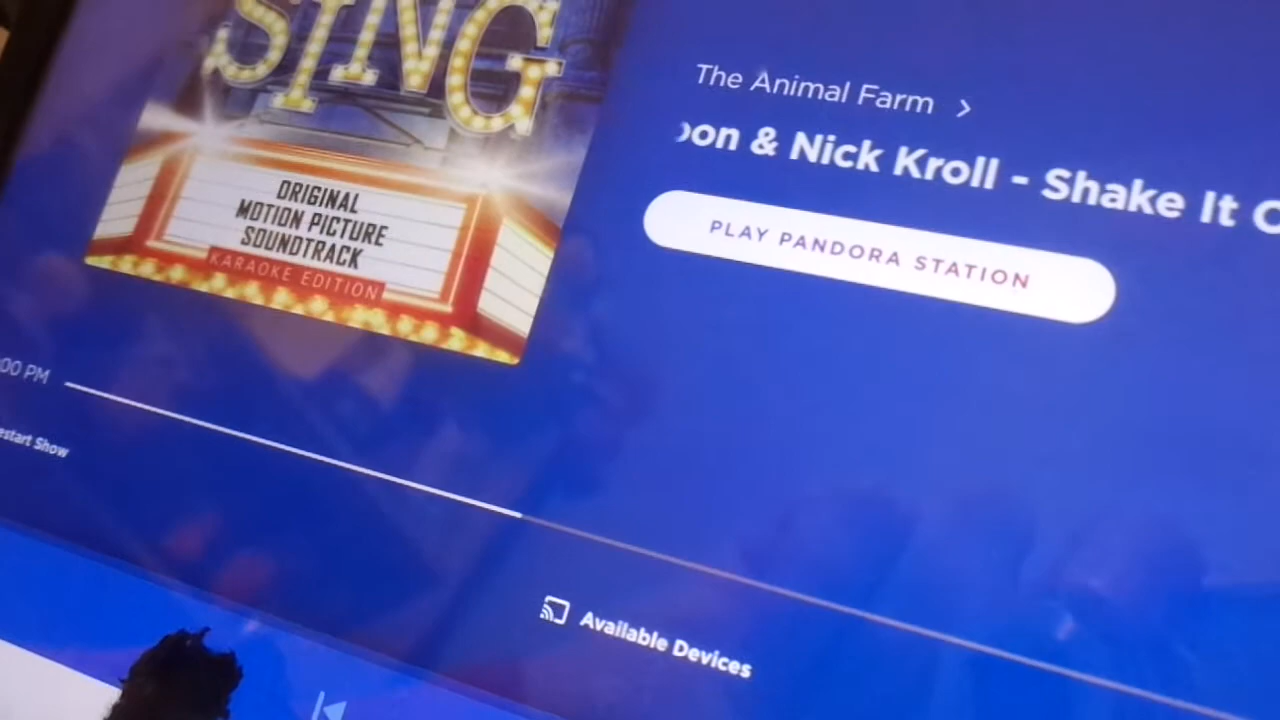 SING
ORIGINAL
MOTION PICTURE
SOUNDTRACK
KARAOKE EDITION
The Animal Farm
oon & Nick Kroll - Shake It O
PLAY PANDORA STATION
00 PM
estart Show
Available Devices